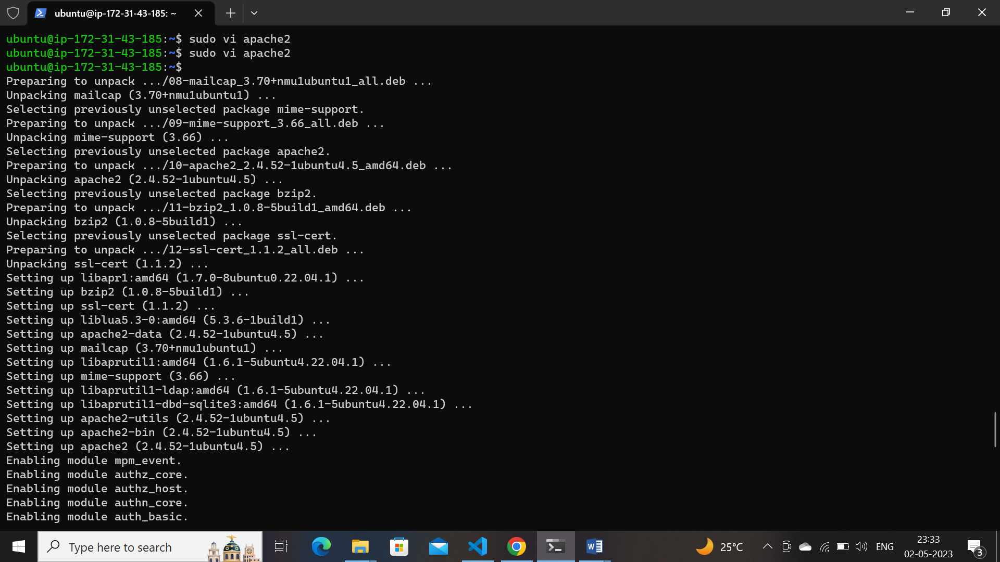 ubuntu@ip-172-31-43-185: ~
ubuntu@ip-172-31-43-185:~$ sudo vi apache2
ubuntu@ip-172-31-43-185:~$ sudo vi apache2
ubuntu@ip-172-31-43-185:~$
Preparing to unpack .../08-mailcap_3.70+nmu1ubuntu1_all.deb ...
Unpacking mailcap (3.70+nmu1ubuntu1) ...
Selecting previously unselected package mime-support.
Preparing to unpack .../09-mime-support_3.66_all.deb ...
Unpacking mime-support (3.66) ...
Selecting previously unselected package apache2.
Preparing to unpack .../10-apache2_2.4.52-1ubuntu4.5_amd64.deb ...
Unpacking apache2 (2.4.52-1ubuntu4.5) ...
Selecting previously unselected package bzip2.
Preparing to unpack .../11-bzip2_1.0.8-5build1_amd64.deb ...
Unpacking bzip2 (1.0.8-5build1) ...
Selecting previously unselected package ssl-cert.
Preparing to unpack .../12-ssl-cert_1.1.2_all.deb ...
Unpacking ssl-cert (1.1.2) ...
Setting up libapr1:amd64 (1.7.0-8ubuntu0.22.04.1) ...
Setting up bzip2 (1.0.8-5build1) ...
Setting up ssl-cert (1.1.2) ...
Setting up liblua5.3-0:amd64 (5.3.6-1build1) ...
Setting up apache2-data (2.4.52-1ubuntu4.5) ...
Setting up mailcap (3.70+nmu1ubuntu1) ...
Setting up libaprutil1:amd64 (1.6.1-5ubuntu4.22.04.1) ...
Setting up mime-support (3.66) ...
Setting up libaprutil1-ldap:amd64 (1.6.1-5ubuntu4.22.04.1) ...
Setting up libaprutil1-dbd-sqlite3:amd64 (1.6.1-5ubuntu4.22.04.1) ...
Setting up apache2-utils (2.4.52-1ubuntu4.5) ...
Setting up apache2-bin (2.4.52-1ubuntu4.5) ...
Setting up apache2 (2.4.52-1ubuntu4.5) ...
Enabling module mpm_event.
Enabling module authz_core.
Enabling module authz_host.
Enabling module authn_core.
Enabling module auth_basic.
Type here to search
25°C
ENG
23:33
02-05-2023
3